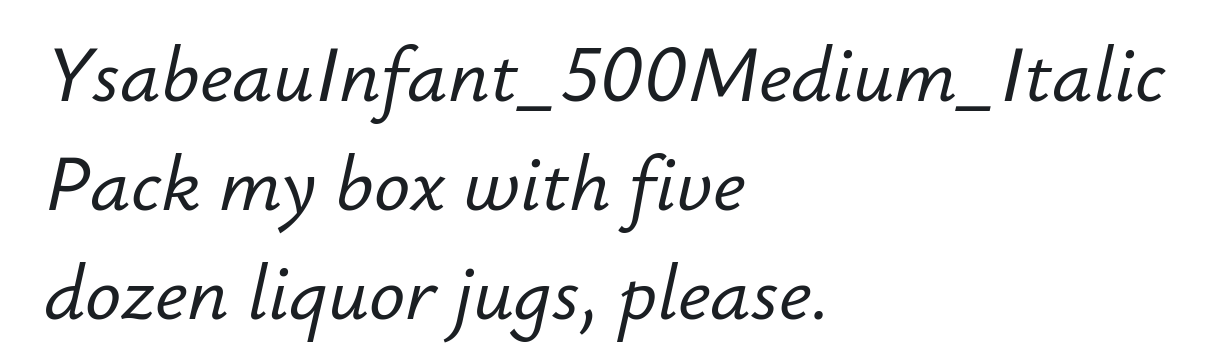 YsabeauInfant_500Medium_Italic
Pack my box with five
dozen liquor jugs, please.